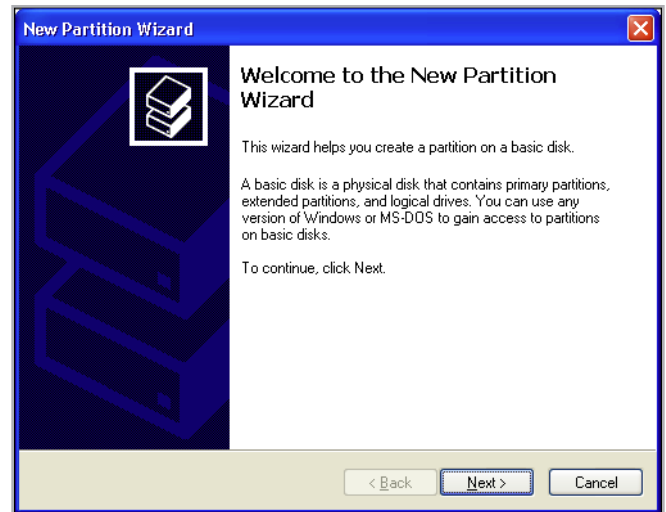 New Partition Wizard
Welcome to the New Partition
Wizard
This wizard helps you create a partition on a basic disk.
A basic disk is a physical disk that contains primary partitions,
extended partitions, and logical drives. You can use any
version of Windows or MS-DOS to gain access to partitions
on basic disks.
To continue, click Next.
< Back Next > Cancel